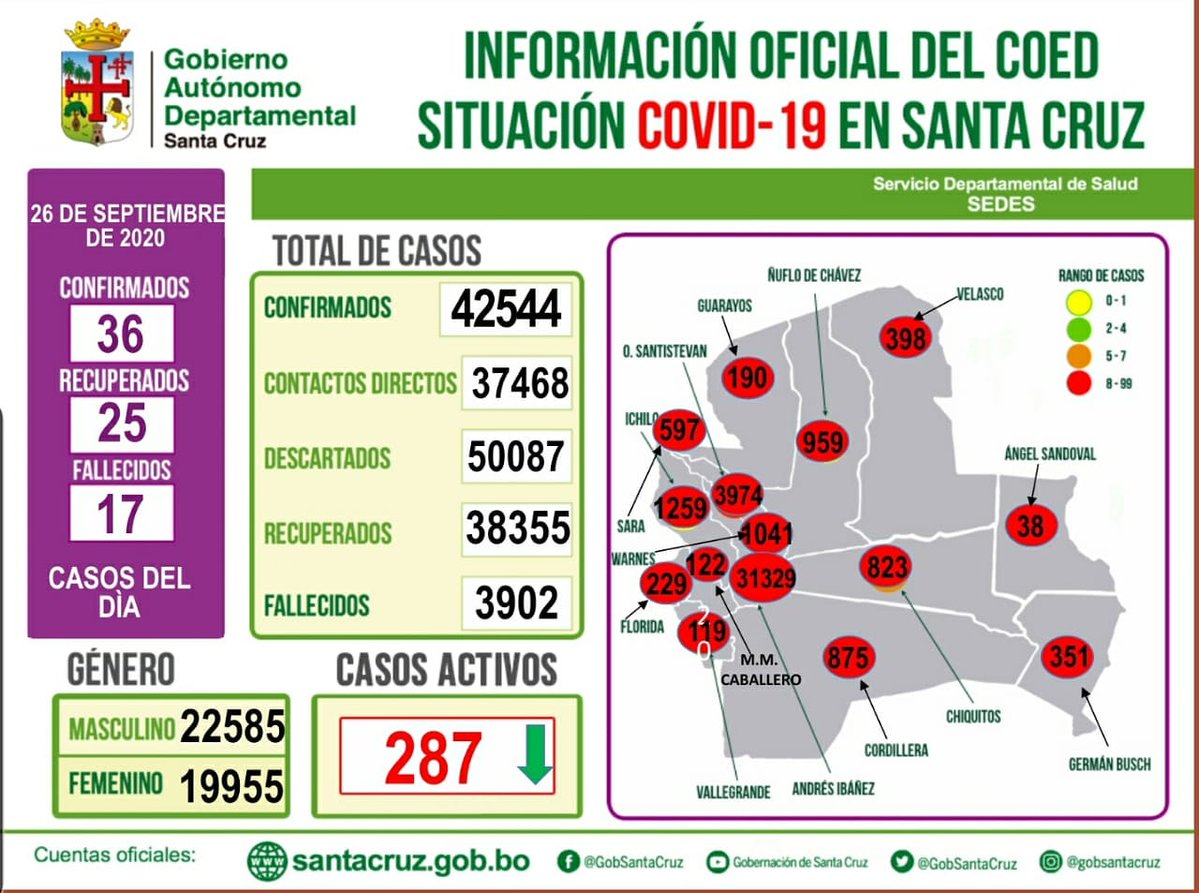 Gobierno
Autónomo
Departamental
Santa Cruz
INFORMACIÓN OFICIAL DEL COED
SITUACIÓN COVID-19 EN SANTA CRUZ
Servicio Departamental de Salud
SEDES
26 DE SEPTIEMBRE
DE 2020
CONFIRMADOS
36
RECUPERADOS
25
FALLECIDOS
17
CASOS DEL
DÌA
TOTAL DE CASOS
CONFIRMADOS 42544
CONTACTOS DIRECTOS 37468
DESCARTADOS 50087
RECUPERADOS 38355
FALLECIDOS 3902
GÉNERO
MASCULINO 22585
FEMENINO 19955
CASOS ACTIVOS
287
RANGO DE CASOS
0 - 1
2 - 4
5 - 7
8 - 99
ÑUFLO DE CHÁVEZ
VELASCO
GUARAYOS
398
O. SANTISTEVAN
190
ICHILO
597
959
ÁNGEL SANDOVAL
3974
1259
SARA
1041
38
WARNES
122
31329
823
229
FLORIDA
20
119
M.M.
CABALLERO
875
351
CHIQUITOS
CORDILLERA
GERMÁN BUSCH
VALLEGRANDE
ANDRÉS IBÁÑEZ
Cuentas oficiales:
www
santacruz.gob.bo
@GobSantaCruz
Gobernación de Santa Cruz
@GobSantaCruz
@gobsantacruz